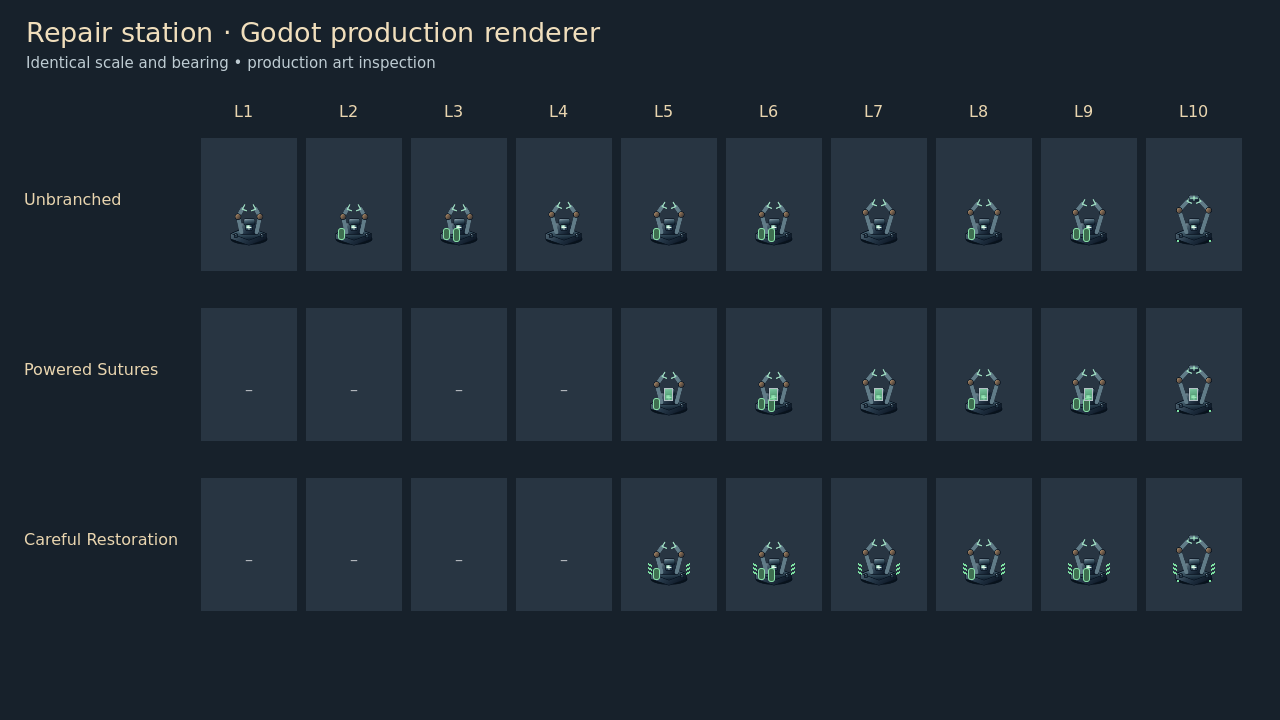 Repair station · Godot production renderer
Identical scale and bearing • production art inspection
L1 L2 L3 L4 L5 L6 L7 L8 L9 L10
Unbranched
Powered Sutures
– – – –
Careful Restoration
– – – –